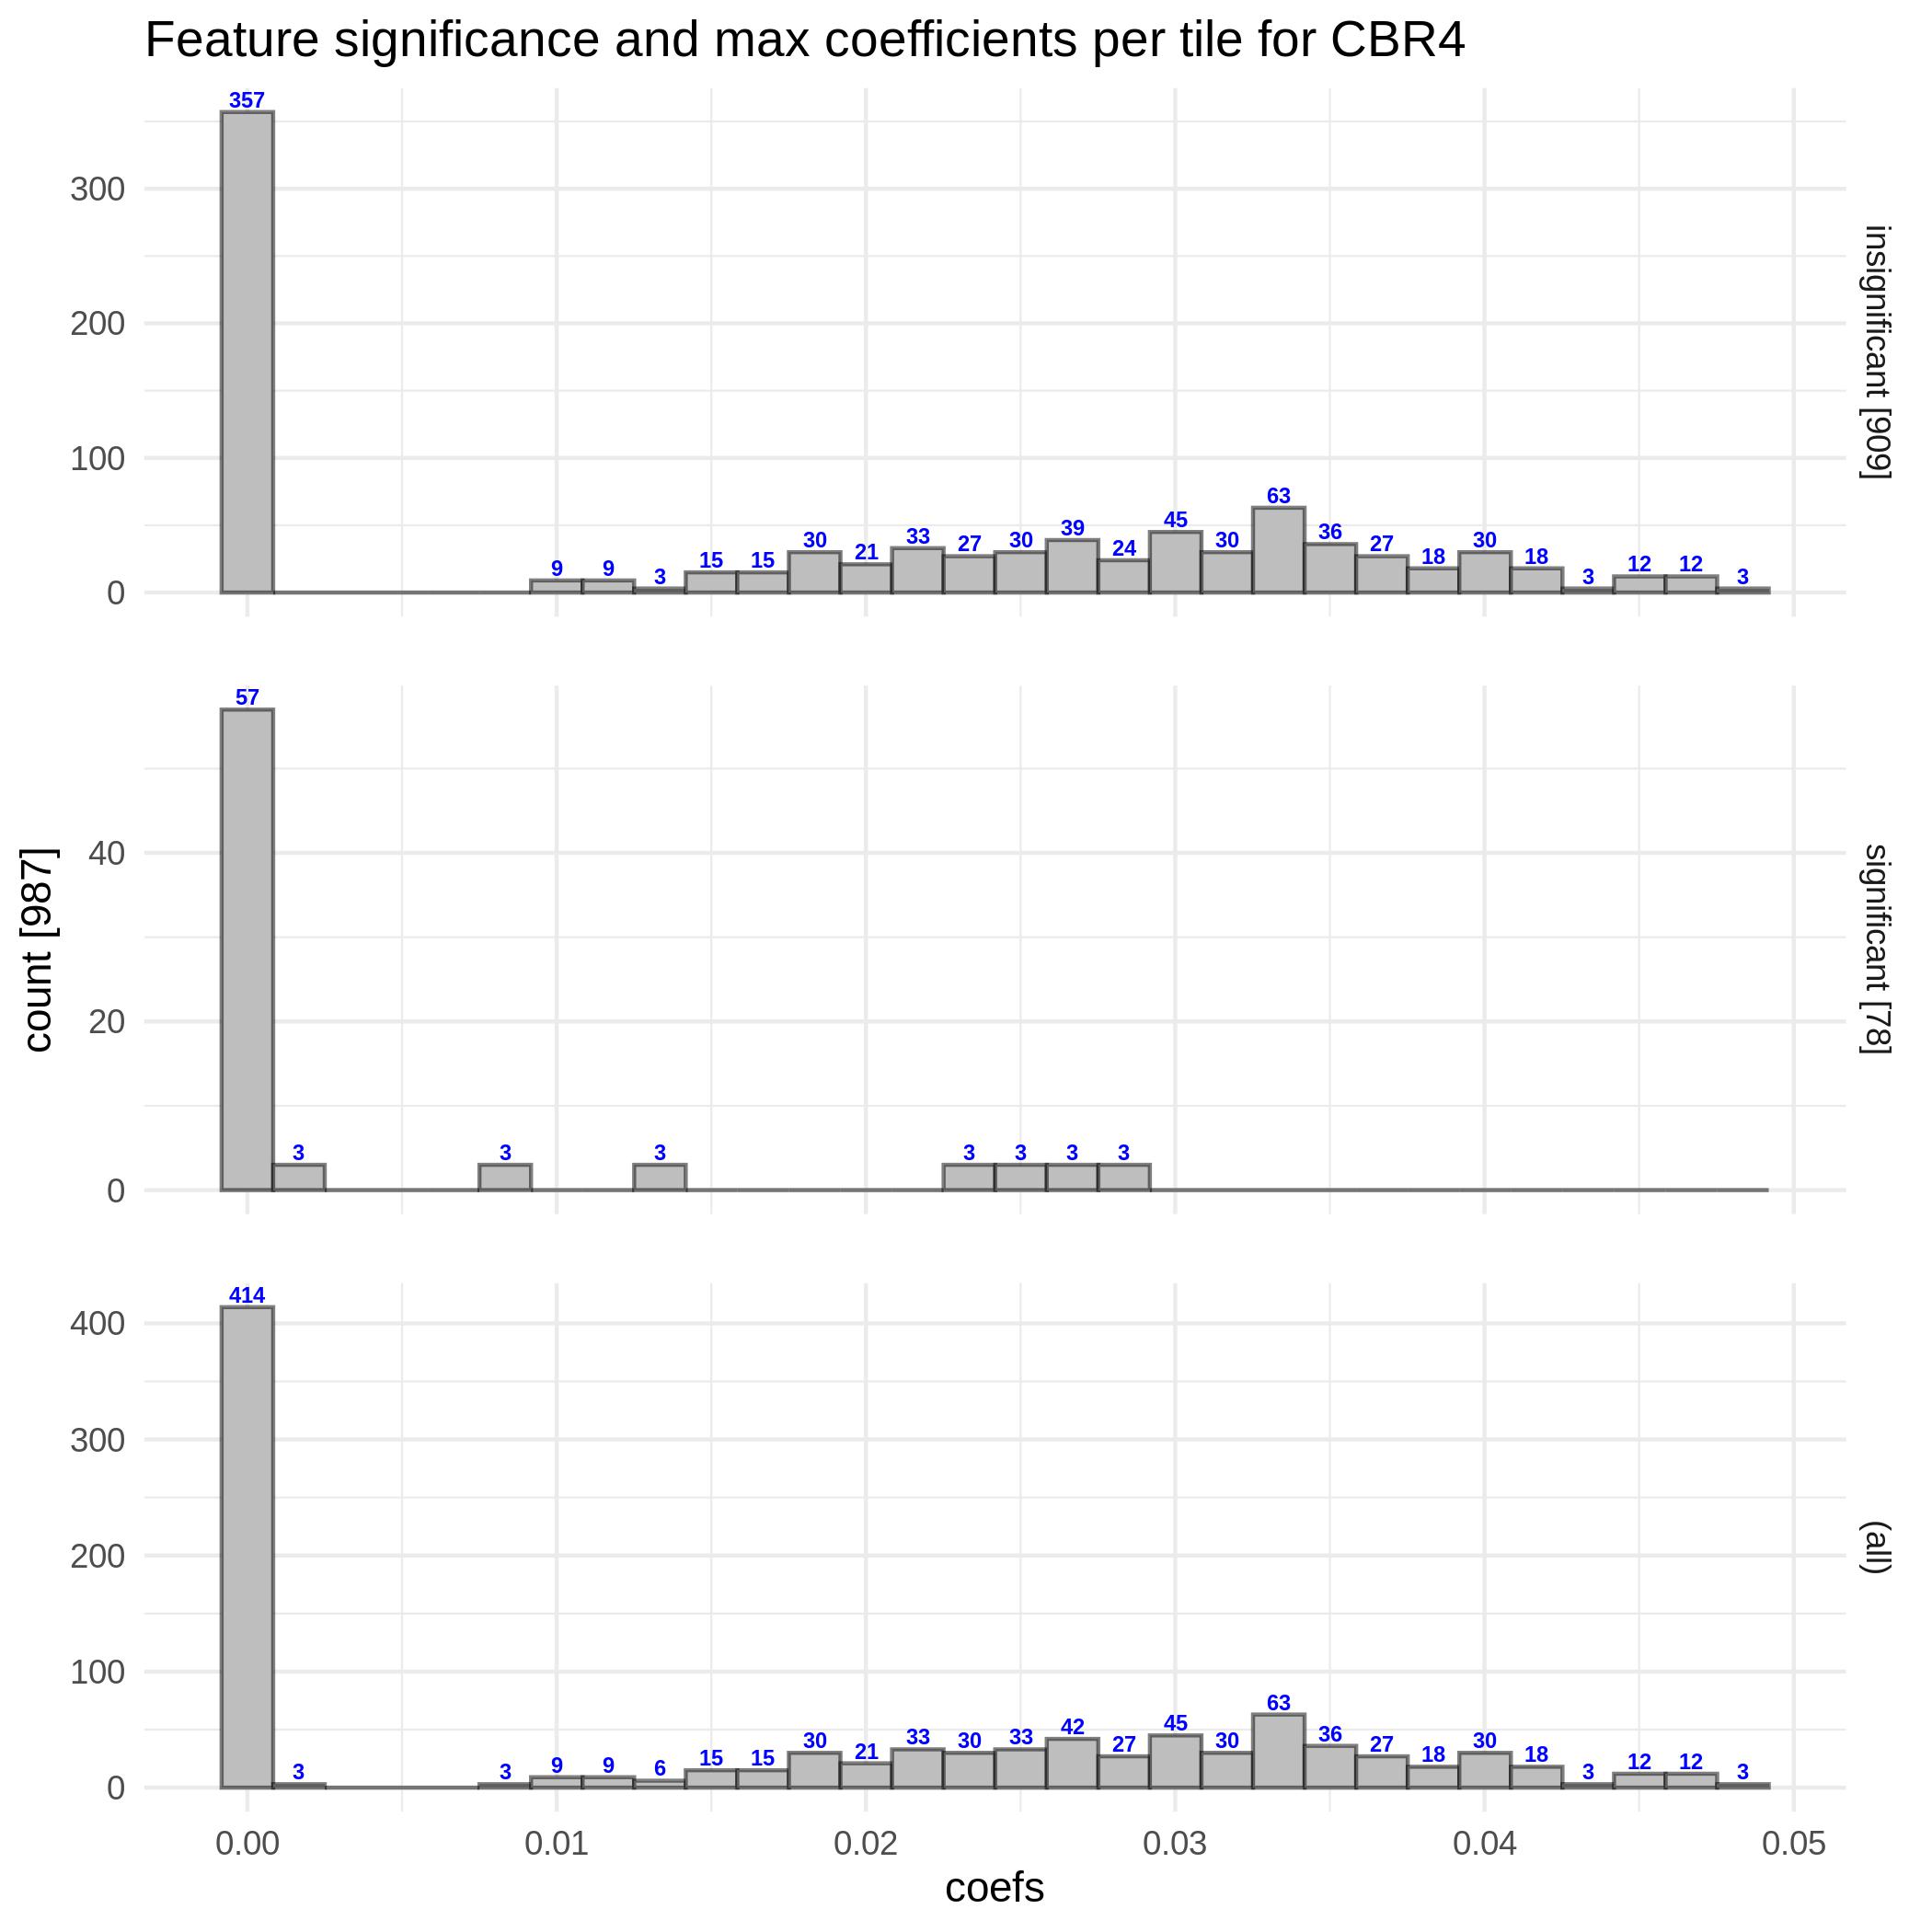 Feature significance and max coefficients per tile for CBR4
357
300
200
100
0
9 9 3 15 15 30 21 33 27 30 39 24 45 30 63 36 27 18 30 18 3 12 12 3
insignificant [909]
57
40
20
0
3 3 3 3 3 3 3
significant [78]
count [987]
414
400
300
200
100
0
3 3 9 9 6 15 15 30 21 33 30 33 42 27 45 30 63 36 27 18 30 18 3 12 12 3
(all)
0.00 0.01 0.02 0.03 0.04 0.05
coefs